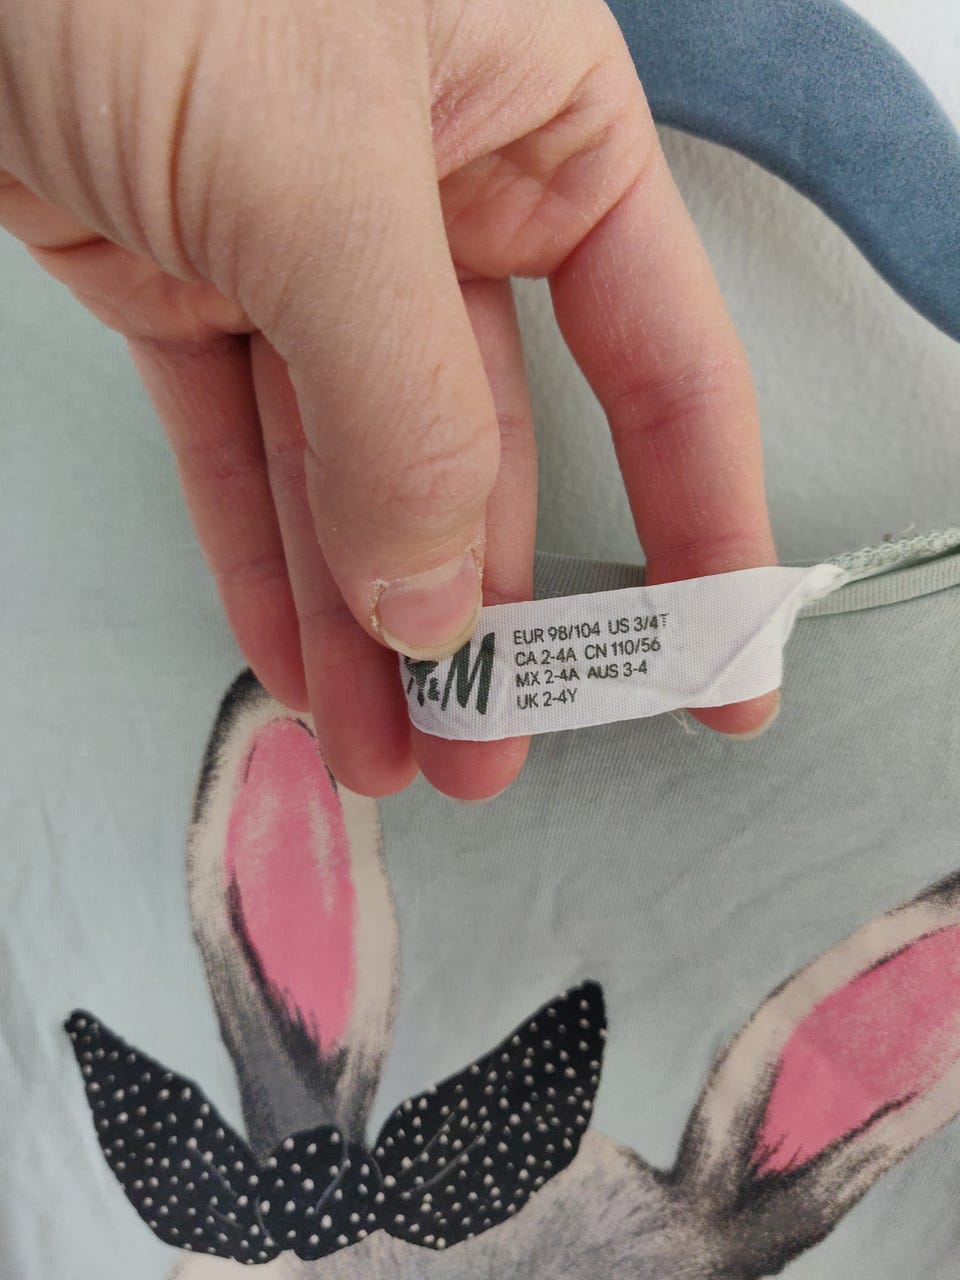 H&M
EUR 98/104 US 3/4T
CA 2-4A CN 110/56
MX 2-4A AUS 3-4
UK 2-4Y